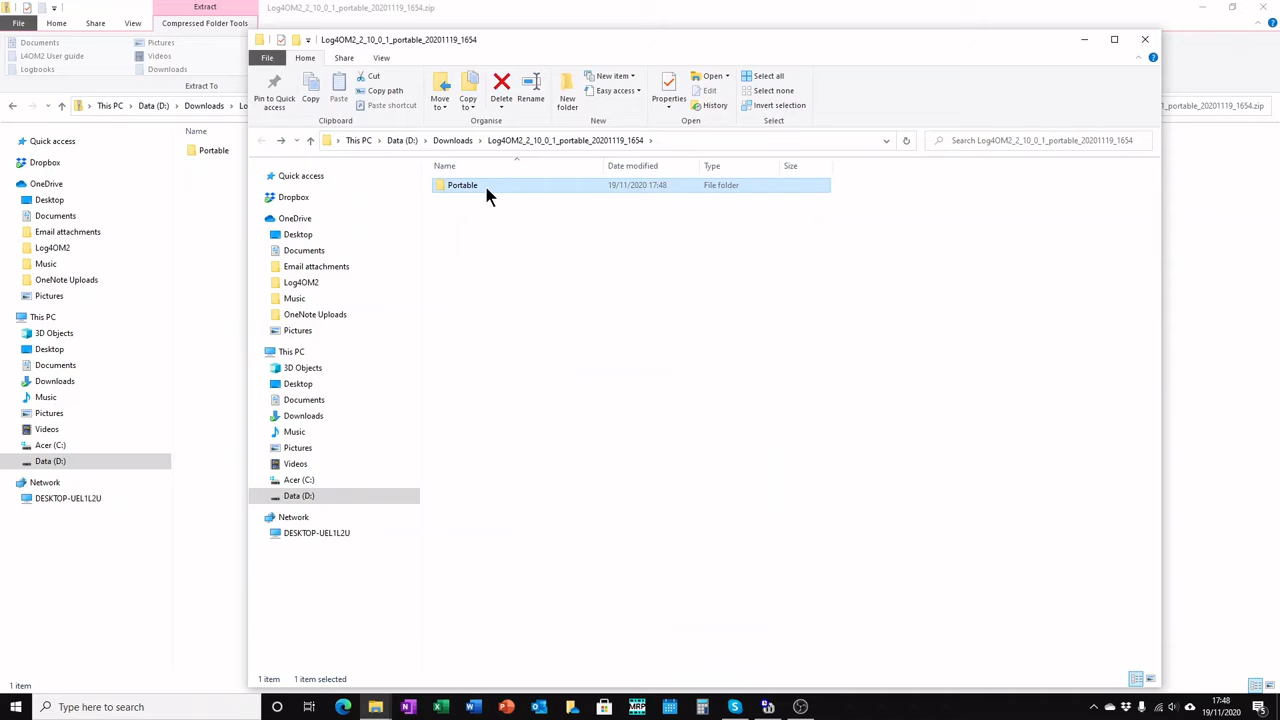 Extract
Log4OM2_2_10_0_1_portable_20201119_1654.zip
File Home Share View Compressed Folder Tools
Documents Pictures
L4OM2 User guide Videos
Logbooks Downloads
Extract To
This PC > Data (D:) > Downloads > Lo
1_portable_20201119_1654.zip
Name
Portable
Quick access
Dropbox
OneDrive
Desktop
Documents
Email attachments
Log4OM2
Music
OneNote Uploads
Pictures
This PC
3D Objects
Desktop
Documents
Downloads
Music
Pictures
Videos
Acer (C:)
Data (D:)
Network
DESKTOP-UEL1L2U
1 item
Log4OM2_2_10_0_1_portable_20201119_1654
File Home Share View
Pin to Quick access
Copy
Paste
Cut
Copy path
Paste shortcut
Clipboard
Move to
Copy to
Delete
Rename
Organise
New folder
New item
Easy access
New
Properties
Open
Edit
History
Open
Select all
Select none
Invert selection
Select
This PC > Data (D:) > Downloads > Log4OM2_2_10_0_1_portable_20201119_1654 >
Search Log4OM2_2_10_0_1_portable_20201119_1654
Name Date modified Type Size
Portable 19/11/2020 17:48 File folder
Quick access
Dropbox
OneDrive
Desktop
Documents
Email attachments
Log4OM2
Music
OneNote Uploads
Pictures
This PC
3D Objects
Desktop
Documents
Downloads
Music
Pictures
Videos
Acer (C:)
Data (D:)
Network
DESKTOP-UEL1L2U
1 item 1 item selected
Type here to search
MRP
17:48
19/11/2020